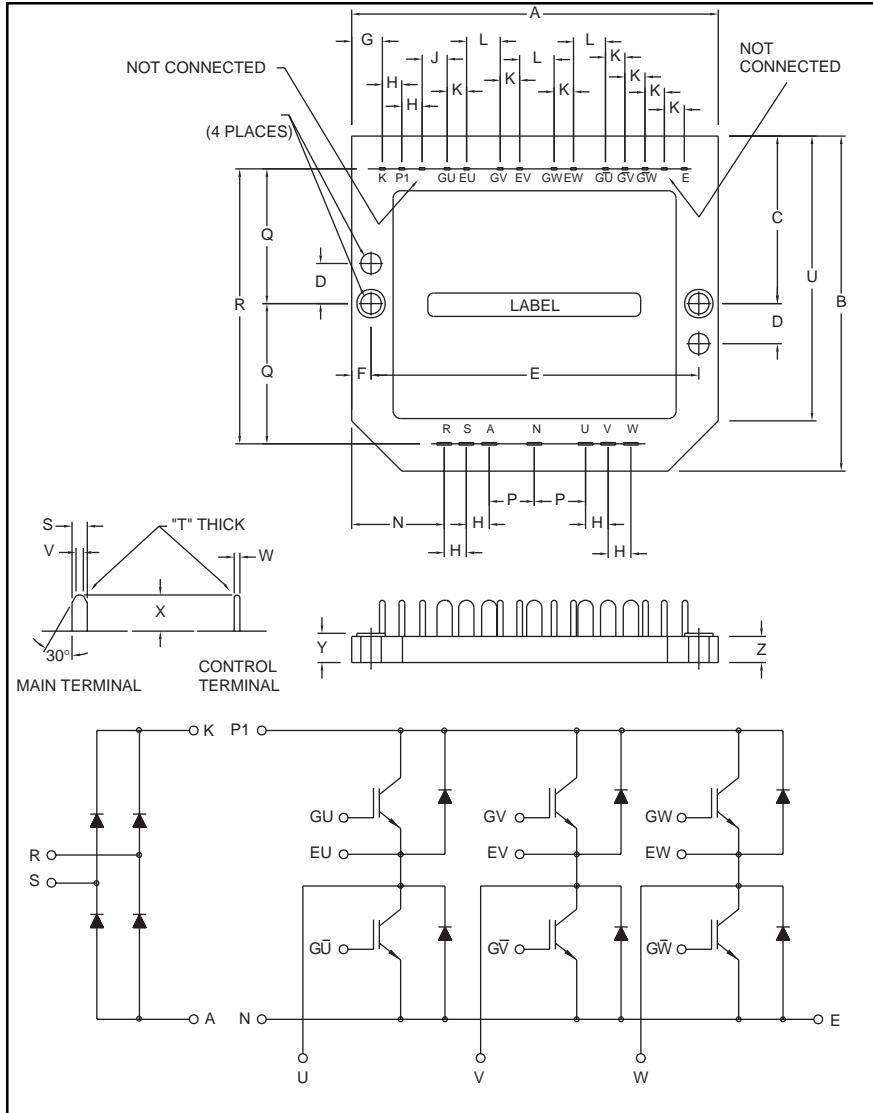 A
G L L
NOT CONNECTED J L K NOT CONNECTED
H K K K K
H K
(4 PLACES)
K P1 GU EU GV EV GW EW GU̅ GV̅ GW̅ E
Q C
D U
R LABEL B
D
Q F E
R S A N U V W
P P
N H H
H H
S "T" THICK
V W
X
30°
MAIN TERMINAL CONTROL TERMINAL
Y Z
K P1
GU GV GW
R EU EV EW
S
GU̅ GV̅ GW̅
A N E
U V W